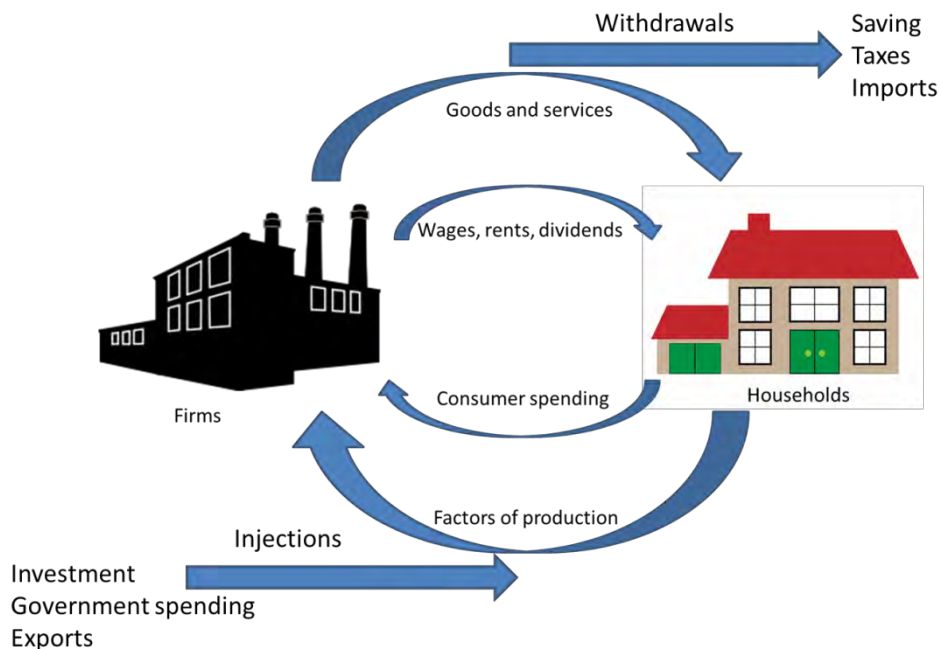 Withdrawals
Saving
Taxes
Imports
Goods and services
Wages, rents, dividends
Consumer spending
Households
Firms
Factors of production
Injections
Investment
Government spending
Exports